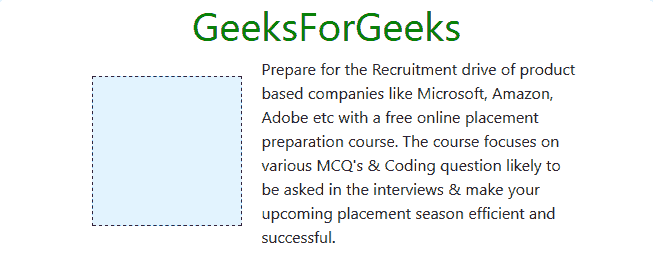 GeeksForGeeks
Prepare for the Recruitment drive of product
based companies like Microsoft, Amazon,
Adobe etc with a free online placement
preparation course. The course focuses on
various MCQ's & Coding question likely to
be asked in the interviews & make your
upcoming placement season efficient and
successful.